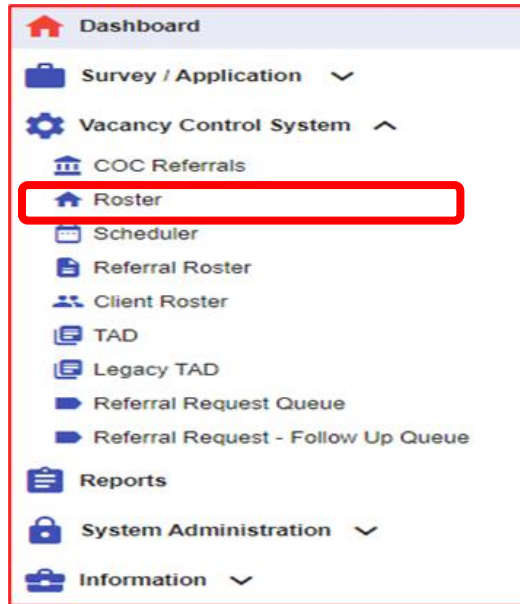 Dashboard
Survey / Application
Vacancy Control System
COC Referrals
Roster
Scheduler
Referral Roster
Client Roster
TAD
Legacy TAD
Referral Request Queue
Referral Request - Follow Up Queue
Reports
System Administration
Information